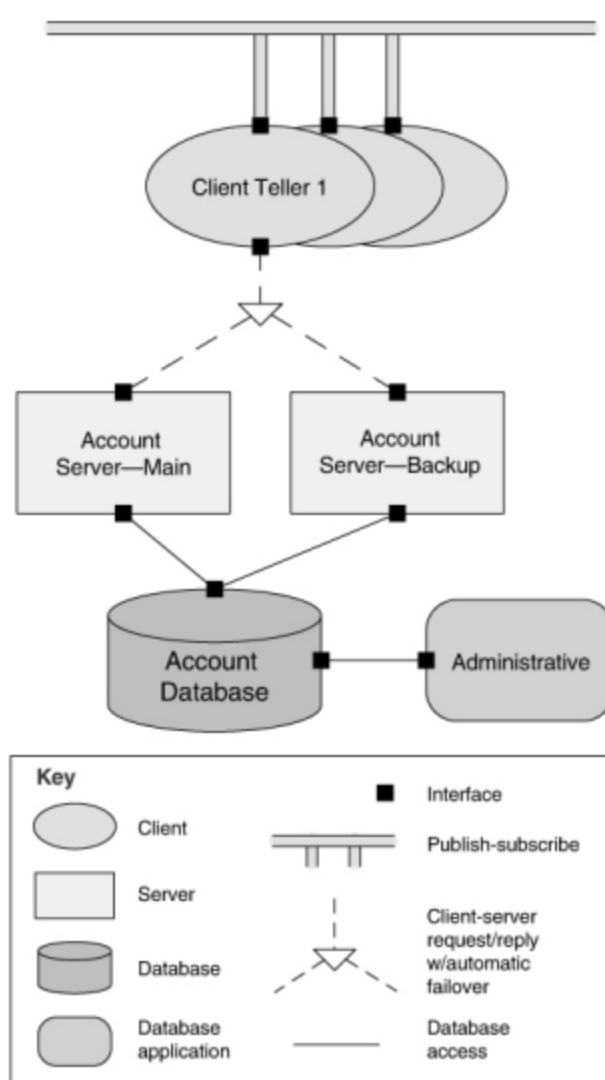 Client Teller 1
Account
Server—Main
Account
Server—Backup
Account
Database
Administrative
Key
Client
Server
Database
Database
application
Interface
Publish-subscribe
Client-server
request/reply
w/automatic
failover
Database
access